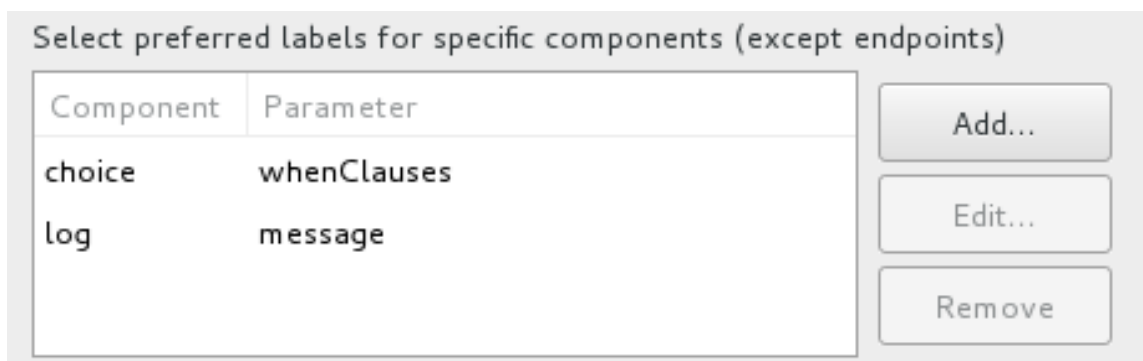 Select preferred labels for specific components (except endpoints)
Component Parameter
Add...
choice whenClauses
Edit...
log message
Remove